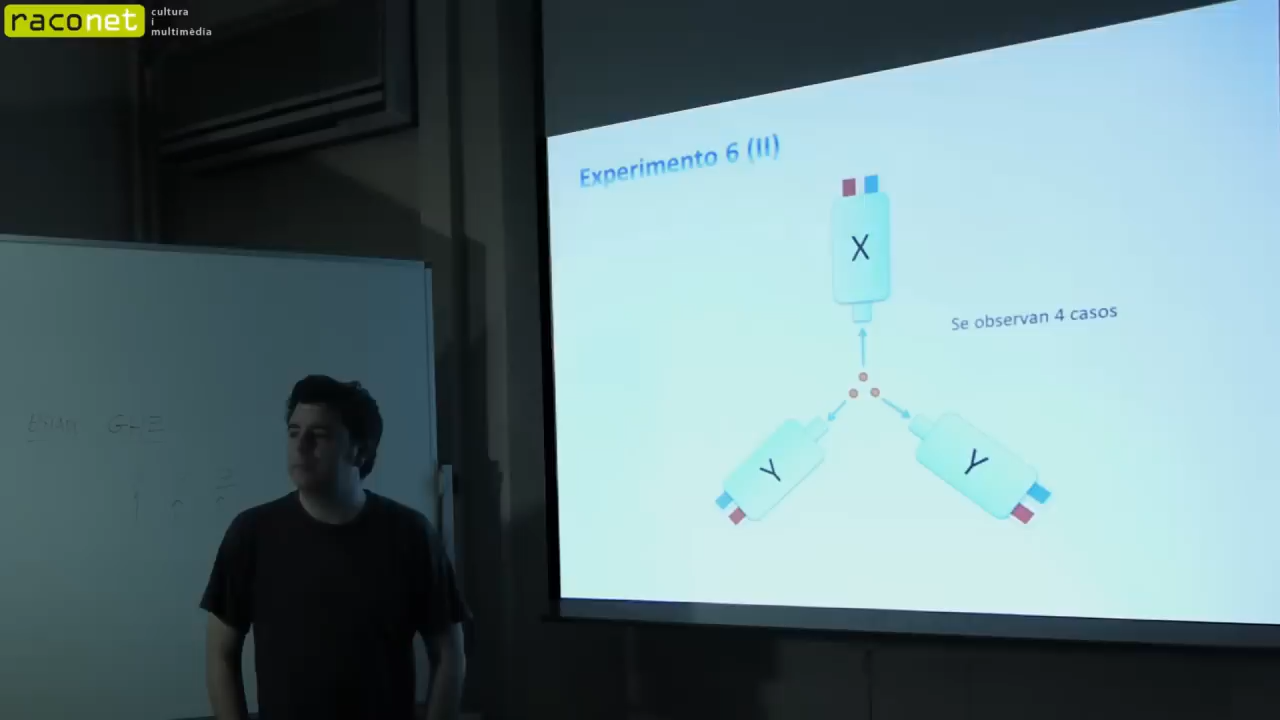 raconet
cultura
i
multimèdia
Experimento 6 (II)
X
Se observan 4 casos
Y
Y